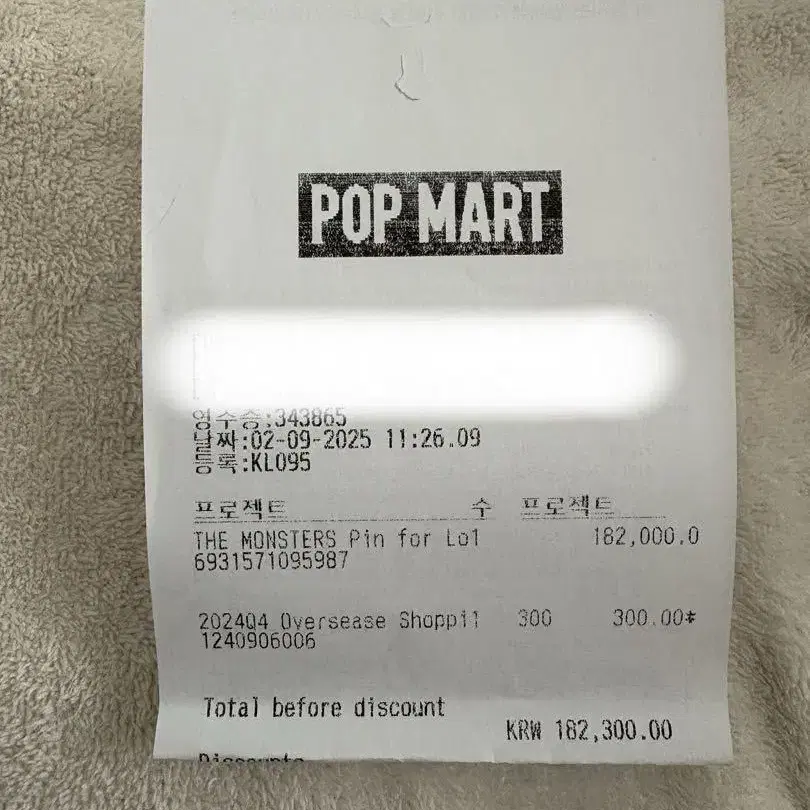 POP MART
영수증:343865
날짜:02-09-2025 11:26.09
등록:KL095
프로젝트 수 프로젝트
THE MONSTERS Pin for Lo1 182,000.0
6931571095987
2024Q4 Oversease Shoppi1 300 300.00*
1240906006
Total before discount
KRW 182,300.00
Discounts